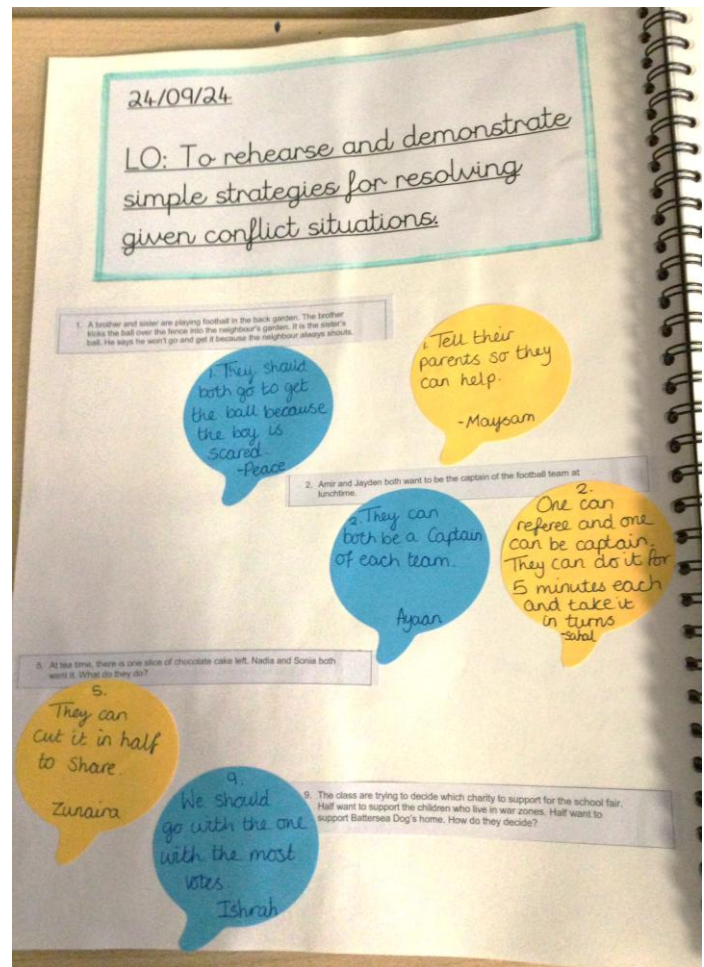 24/09/24
LO: To rehearse and demonstrate
simple strategies for resolving
given conflict situations.
1. A brother and sister are playing football in the back garden. The brother
kicks the ball over the fence into the neighbour's garden. It is the sister's
ball. He says he won't go and get it because the neighbour always shouts.
1. They should
both go to get
the ball because
the boy is
scared.
-Peace
1. Tell their
parents so they
can help.
-Maysam
2. Amir and Jayden both want to be the captain of the football team at
lunchtime.
2. They can
both be a Captain
of each team.
Ayaan
2.
One can
referee and one
can be captain.
They can do it for
5 minutes each
and take it
in turns
-Sahal
5. At tea time, there is one slice of chocolate cake left. Nadia and Sonia both
want it. What do they do?
5.
They can
cut it in half
to share.
Zunaira
9.
We should
go with the one
with the most
votes.
Ishrah
9. The class are trying to decide which charity to support for the school fair.
Half want to support the children who live in war zones. Half want to
support Battersea Dog's home. How do they decide?